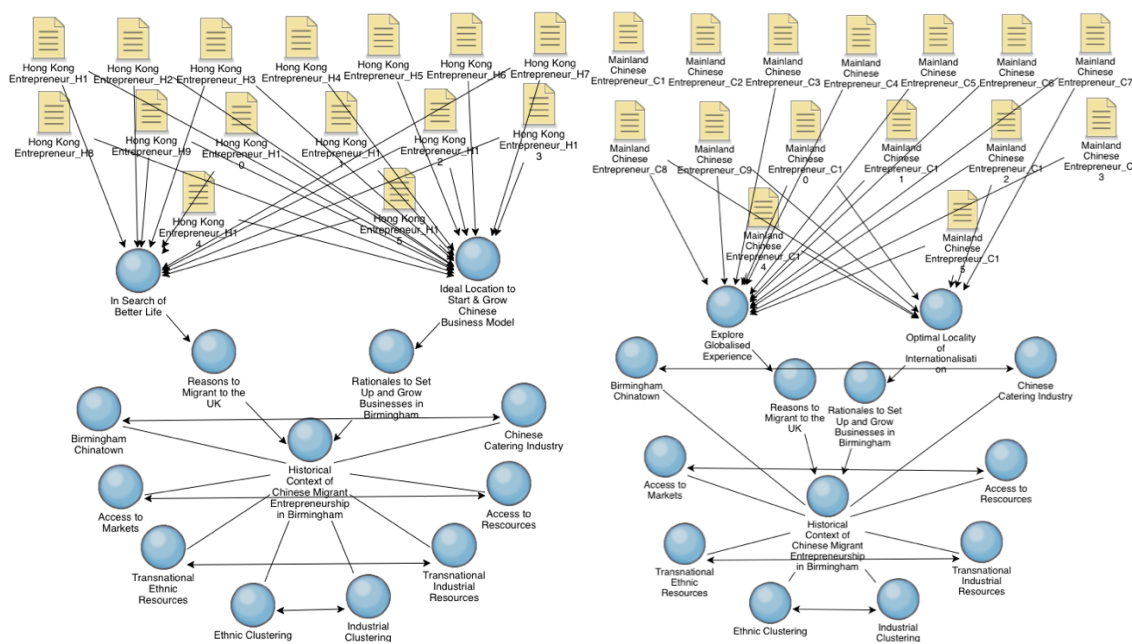 Hong Kong
Entrepreneur_H1
Hong Kong
Entrepreneur_H2
Hong Kong
Entrepreneur_H3
Hong Kong
Entrepreneur_H4
Hong Kong
Entrepreneur_H5
Hong Kong
Entrepreneur_H6
Hong Kong
Entrepreneur_H7
Hong Kong
Entrepreneur_H8
Hong Kong
Entrepreneur_H9
Hong Kong
Entrepreneur_H1
0
Hong Kong
Entrepreneur_H1
1
Hong Kong
Entrepreneur_H1
2
Hong Kong
Entrepreneur_H1
3
Hong Kong
Entrepreneur_H1
4
Hong Kong
Entrepreneur_H1
5
In Search of
Better Life
Ideal Location to
Start & Grow
Chinese
Business Model
Reasons to
Migrant to the
UK
Rationales to Set
Up and Grow
Businesses in
Birmingham
Birmingham
Chinatown
Chinese
Catering Industry
Historical
Context of
Chinese Migrant
Entrepreneurship
in Birmingham
Access to
Markets
Access to
Rescources
Transnational
Ethnic
Resources
Transnational
Industrial
Resources
Ethnic Clustering
Industrial
Clustering
Mainland
Chinese
Entrepreneur_C1
Mainland
Chinese
Entrepreneur_C2
Mainland
Chinese
Entrepreneur_C3
Mainland
Chinese
Entrepreneur_C4
Mainland
Chinese
Entrepreneur_C5
Mainland
Chinese
Entrepreneur_C6
Mainland
Chinese
Entrepreneur_C7
Mainland
Chinese
Entrepreneur_C8
Mainland
Chinese
Entrepreneur_C9
Mainland
Chinese
Entrepreneur_C1
0
Mainland
Chinese
Entrepreneur_C1
1
Mainland
Chinese
Entrepreneur_C1
2
Mainland
Chinese
Entrepreneur_C1
3
Mainland
Chinese
Entrepreneur_C1
4
Mainland
Chinese
Entrepreneur_C1
5
Explore
Globalised
Experience
Optimal Locality
of
Internationalisati
on
Birmingham
Chinatown
Reasons to
Migrant to the
UK
Rationales to Set
Up and Grow
Businesses in
Birmingham
Chinese
Catering Industry
Access to
Markets
Access to
Rescources
Historical
Context of
Chinese Migrant
Entrepreneurship
in Birmingham
Transnational
Ethnic
Resources
Transnational
Industrial
Resources
Ethnic Clustering
Industrial
Clustering